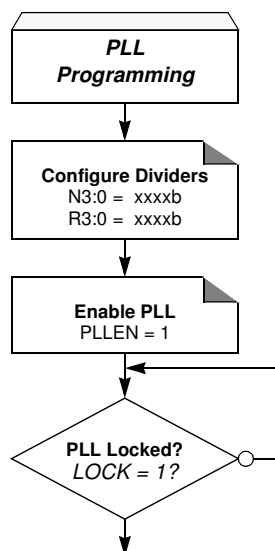 PLL
Programming
Configure Dividers
N3:0 = xxxxb
R3:0 = xxxxb
Enable PLL
PLLEN = 1
PLL Locked?
LOCK = 1?